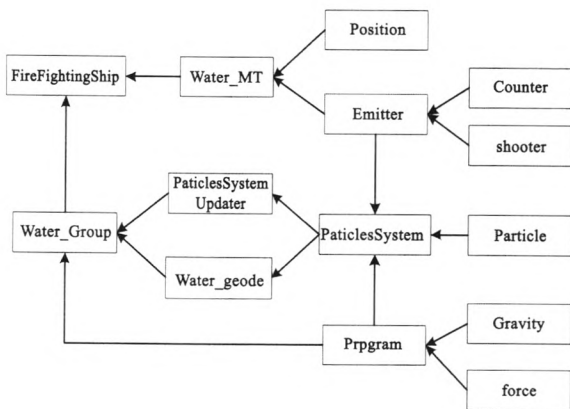 Position
FireFightingShip
Water_MT
Counter
Emitter
shooter
PaticlesSystem
Updater
Water_Group
PaticlesSystem
Particle
Water_geode
Gravity
Prpgram
force